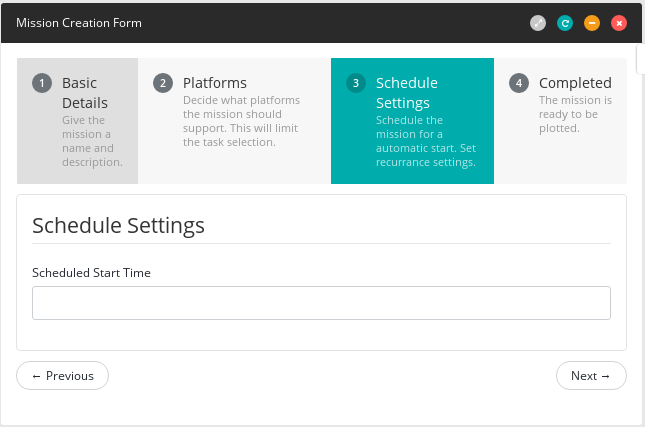 Mission Creation Form
1 Basic
Details
Give the
mission a
name and
description.
2 Platforms
Decide what platforms
the mission should
support. This will limit
the task selection.
3 Schedule
Settings
Schedule the
mission for a
automatic start. Set
recurrance settings.
4 Completed
The mission is
ready to be
plotted.
Schedule Settings
Scheduled Start Time
← Previous
Next →